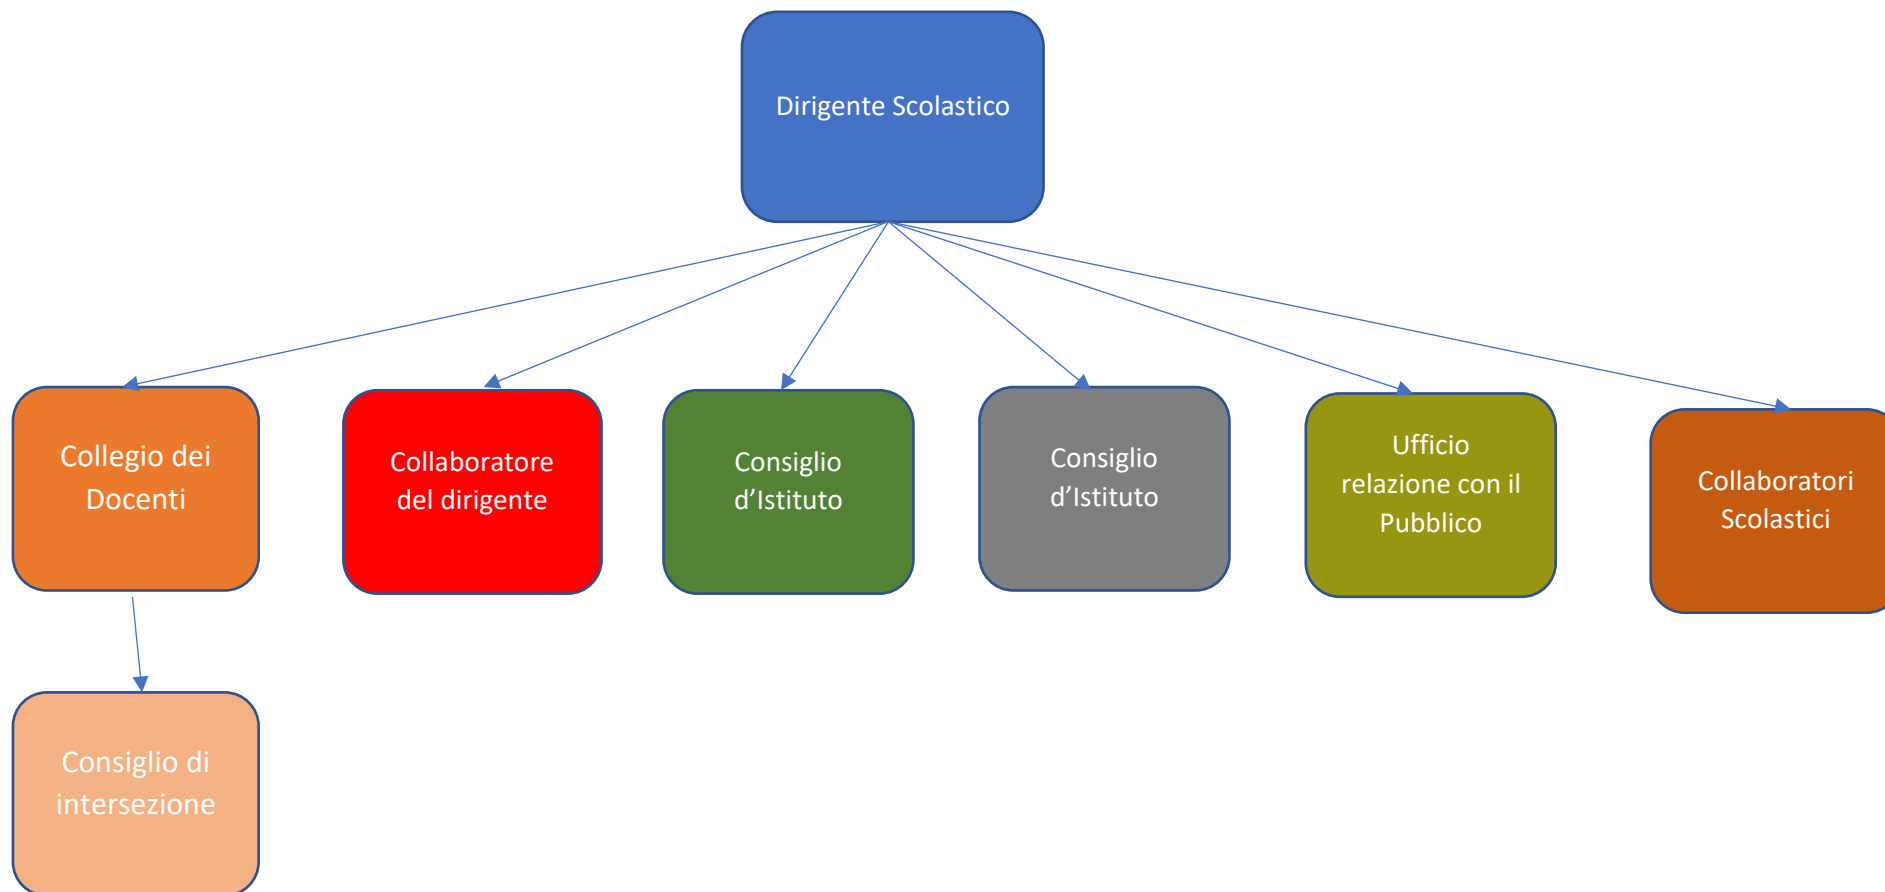 Dirigente Scolastico
Collegio dei
Docenti
Collaboratore
del dirigente
Consiglio
d’Istituto
Consiglio
d’Istituto
Ufficio
relazione con il
Pubblico
Collaboratori
Scolastici
Consiglio di
intersezione